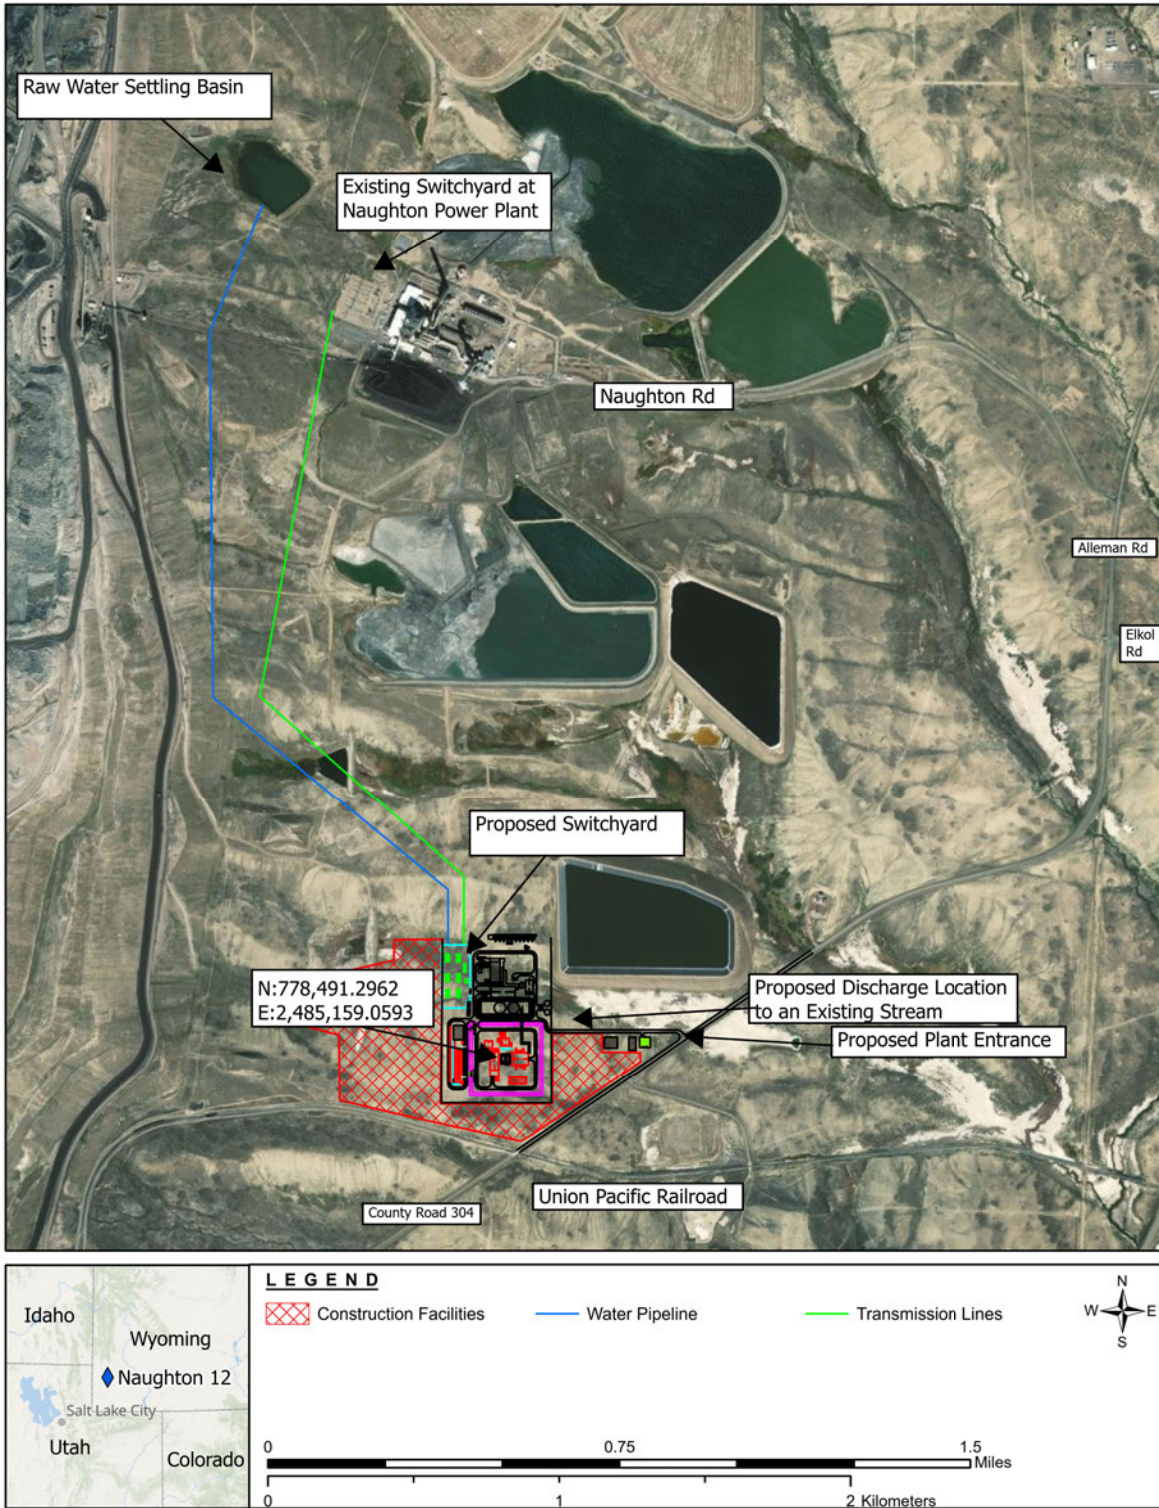 Raw Water Settling Basin
Existing Switchyard at
Naughton Power Plant
Naughton Rd
Alleman Rd
Elkol
Rd
Proposed Switchyard
N:778,491.2962
E:2,485,159.0593
Proposed Discharge Location
to an Existing Stream
Proposed Plant Entrance
Union Pacific Railroad
County Road 304
Idaho
Wyoming
Naughton 12
Salt Lake City
Utah
Colorado
LEGEND
Construction Facilities
Water Pipeline
Transmission Lines
N
W E
S
0 0.75 1.5
Miles
0 1 2 Kilometers